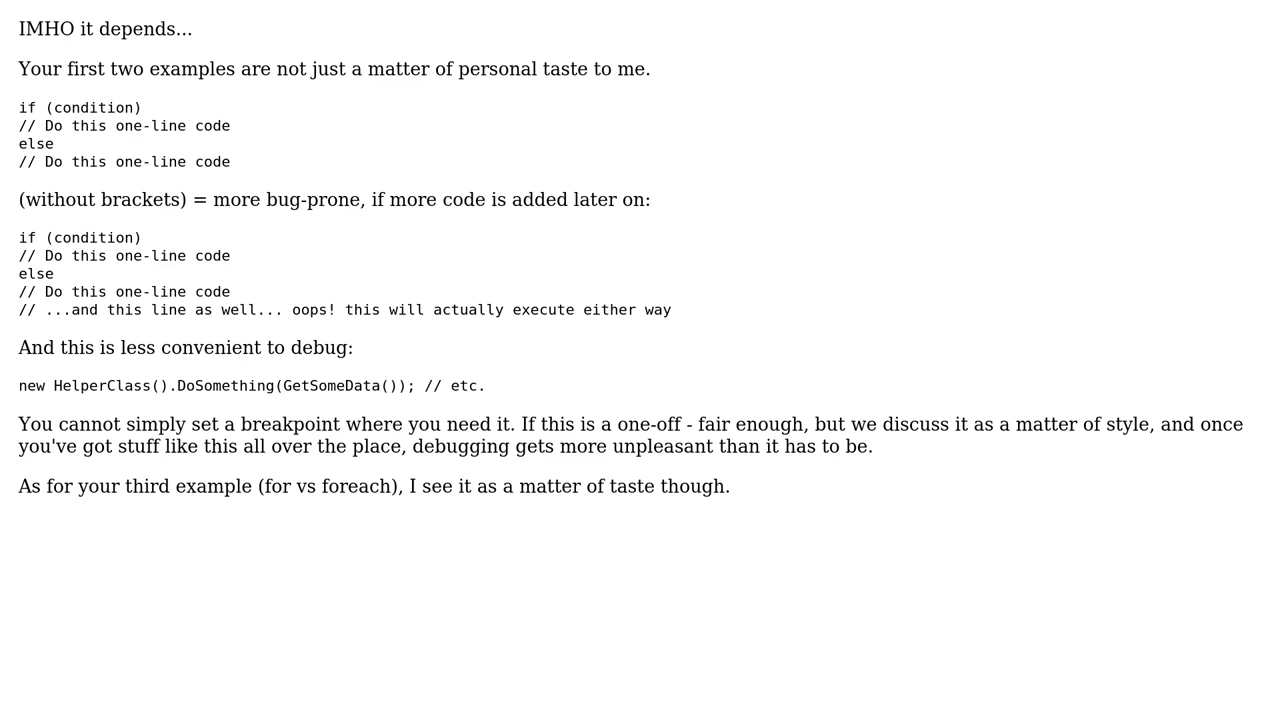 IMHO it depends...
Your first two examples are not just a matter of personal taste to me.
if (condition)
// Do this one-line code
else
// Do this one-line code
(without brackets) = more bug-prone, if more code is added later on:
if (condition)
// Do this one-line code
else
// Do this one-line code
// ...and this line as well... oops! this will actually execute either way
And this is less convenient to debug:
new HelperClass().DoSomething(GetSomeData()); // etc.
You cannot simply set a breakpoint where you need it. If this is a one-off - fair enough, but we discuss it as a matter of style, and once
you've got stuff like this all over the place, debugging gets more unpleasant than it has to be.
As for your third example (for vs foreach), I see it as a matter of taste though.